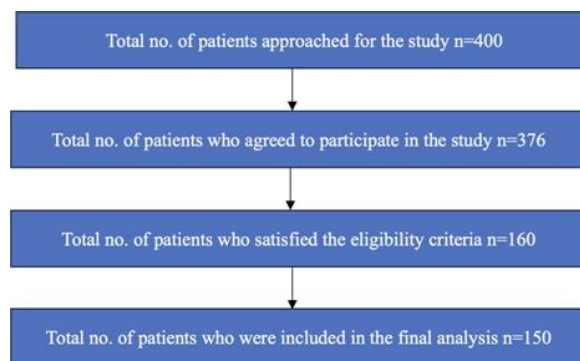 Total no. of patients approached for the study n=400
Total no. of patients who agreed to participate in the study n=376
Total no. of patients who satisfied the eligibility criteria n=160
Total no. of patients who were included in the final analysis n=150